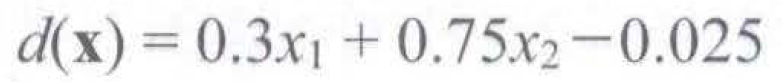 d(x) = 0.3x₁ + 0.75x₂−0.025